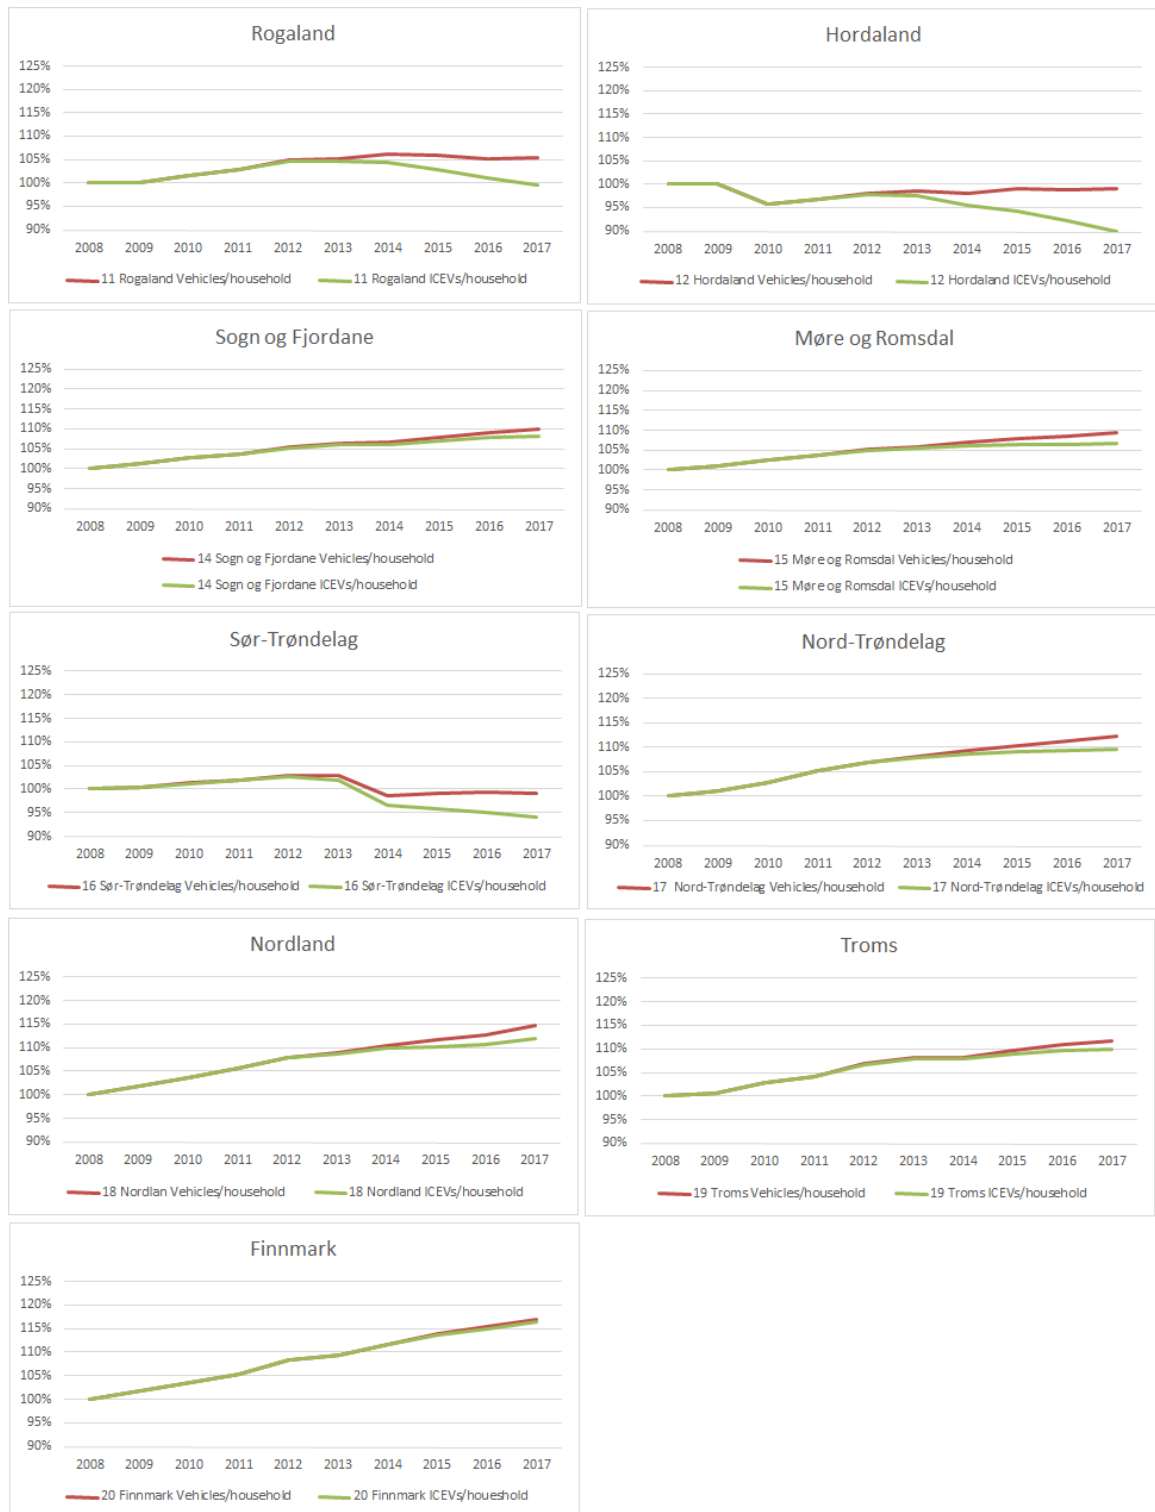 Rogaland
125%
120%
115%
110%
105%
100%
95%
90%
2008 2009 2010 2011 2012 2013 2014 2015 2016 2017
11 Rogaland Vehicles/household 11 Rogaland ICEVs/household
Hordaland
125%
120%
115%
110%
105%
100%
95%
90%
2008 2009 2010 2011 2012 2013 2014 2015 2016 2017
12 Hordaland Vehicles/household 12 Hordaland ICEVs/household
Sogn og Fjordane
125%
120%
115%
110%
105%
100%
95%
90%
2008 2009 2010 2011 2012 2013 2014 2015 2016 2017
14 Sogn og Fjordane Vehicles/household
14 Sogn og Fjordane ICEVs/household
Møre og Romsdal
125%
120%
115%
110%
105%
100%
95%
90%
2008 2009 2010 2011 2012 2013 2014 2015 2016 2017
15 Møre og Romsdal Vehicles/household
15 Møre og Romsdal ICEVs/household
Sør-Trøndelag
125%
120%
115%
110%
105%
100%
95%
90%
2008 2009 2010 2011 2012 2013 2014 2015 2016 2017
16 Sør-Trøndelag Vehicles/household 16 Sør-Trøndelag ICEVs/household
Nord-Trøndelag
125%
120%
115%
110%
105%
100%
95%
90%
2008 2009 2010 2011 2012 2013 2014 2015 2016 2017
17 Nord-Trøndelag Vehicles/household 17 Nord-Trøndelag ICEVs/household
Nordland
125%
120%
115%
110%
105%
100%
95%
90%
2008 2009 2010 2011 2012 2013 2014 2015 2016 2017
18 Nordlan Vehicles/household 18 Nordland ICEVs/household
Troms
125%
120%
115%
110%
105%
100%
95%
90%
2008 2009 2010 2011 2012 2013 2014 2015 2016 2017
19 Troms Vehicles/household 19 Troms ICEVs/household
Finnmark
125%
120%
115%
110%
105%
100%
95%
90%
2008 2009 2010 2011 2012 2013 2014 2015 2016 2017
20 Finnmark Vehicles/household 20 Finnmark ICEVs/houeshold